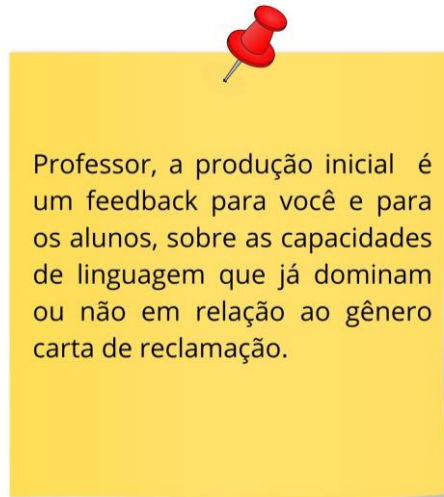 Professor, a produção inicial é
um feedback para você e para
os alunos, sobre as capacidades
de linguagem que já dominam
ou não em relação ao gênero
carta de reclamação.